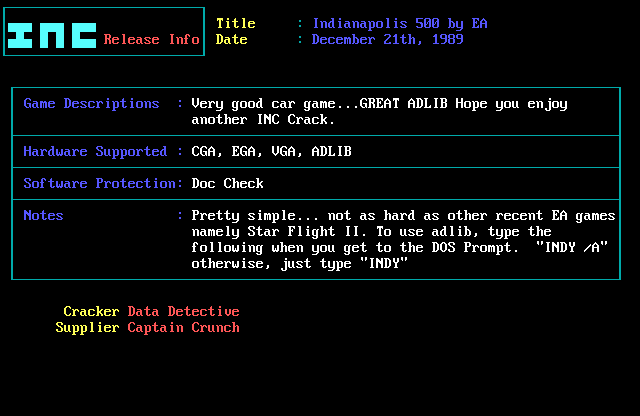 Title : Indianapolis 500 by EA
INC Release Info
Date : December 21th, 1989
Game Descriptions : Very good car game...GREAT ADLIB Hope you enjoy
another INC Crack.
Hardware Supported : CGA, EGA, VGA, ADLIB
Software Protection: Doc Check
Notes : Pretty simple... not as hard as other recent EA games
namely Star Flight II. To use adlib, type the
following when you get to the DOS Prompt. "INDY /A"
otherwise, just type "INDY"
Cracker Data Detective
Supplier Captain Crunch